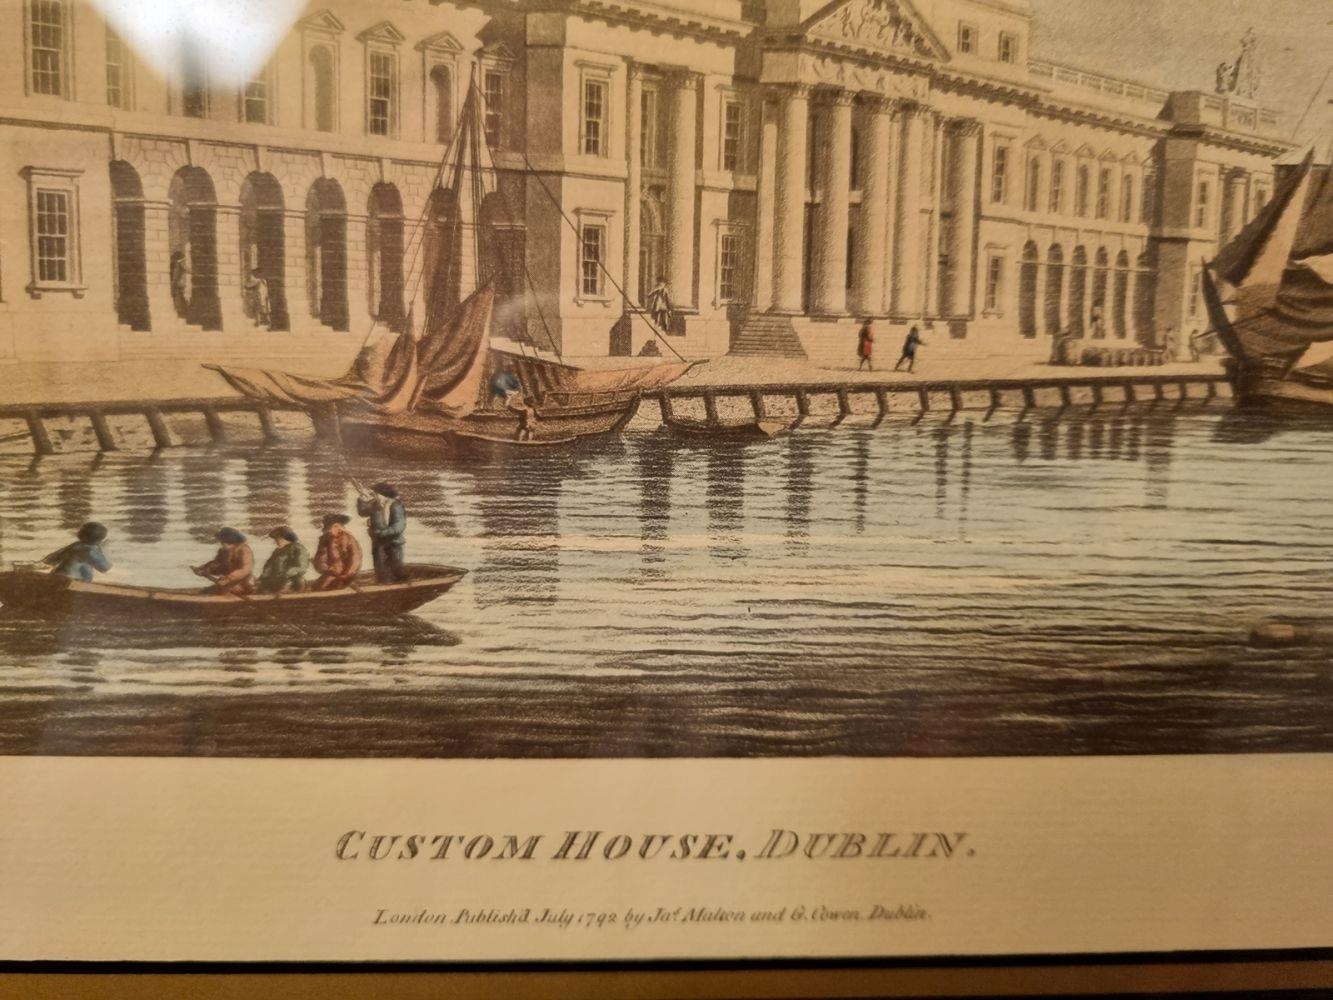 CUSTOM HOUSE, DUBLIN.
London Publish'd July 1792 by Jas. Malton and G. Cowen Dublin.